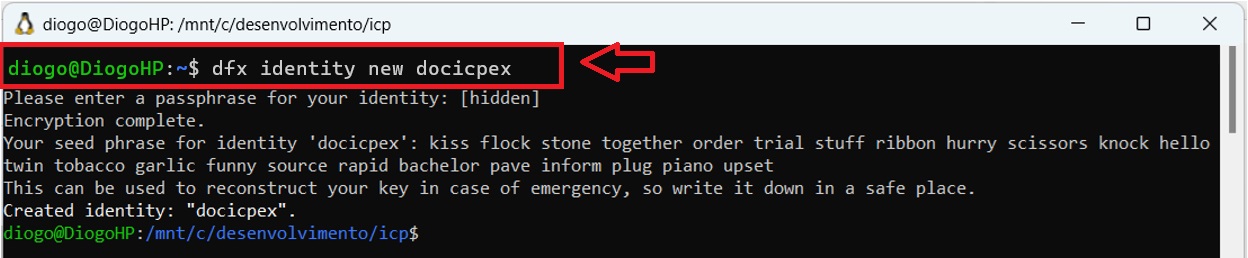 diogo@DiogoHP: /mnt/c/desenvolvimento/icp
diogo@DiogoHP:~$ dfx identity new docicpex
Please enter a passphrase for your identity: [hidden]
Encryption complete.
Your seed phrase for identity 'docicpex': kiss flock stone together order trial stuff ribbon hurry scissors knock hello
twin tobacco garlic funny source rapid bachelor pave inform plug piano upset
This can be used to reconstruct your key in case of emergency, so write it down in a safe place.
Created identity: "docicpex".
diogo@DiogoHP:/mnt/c/desenvolvimento/icp$